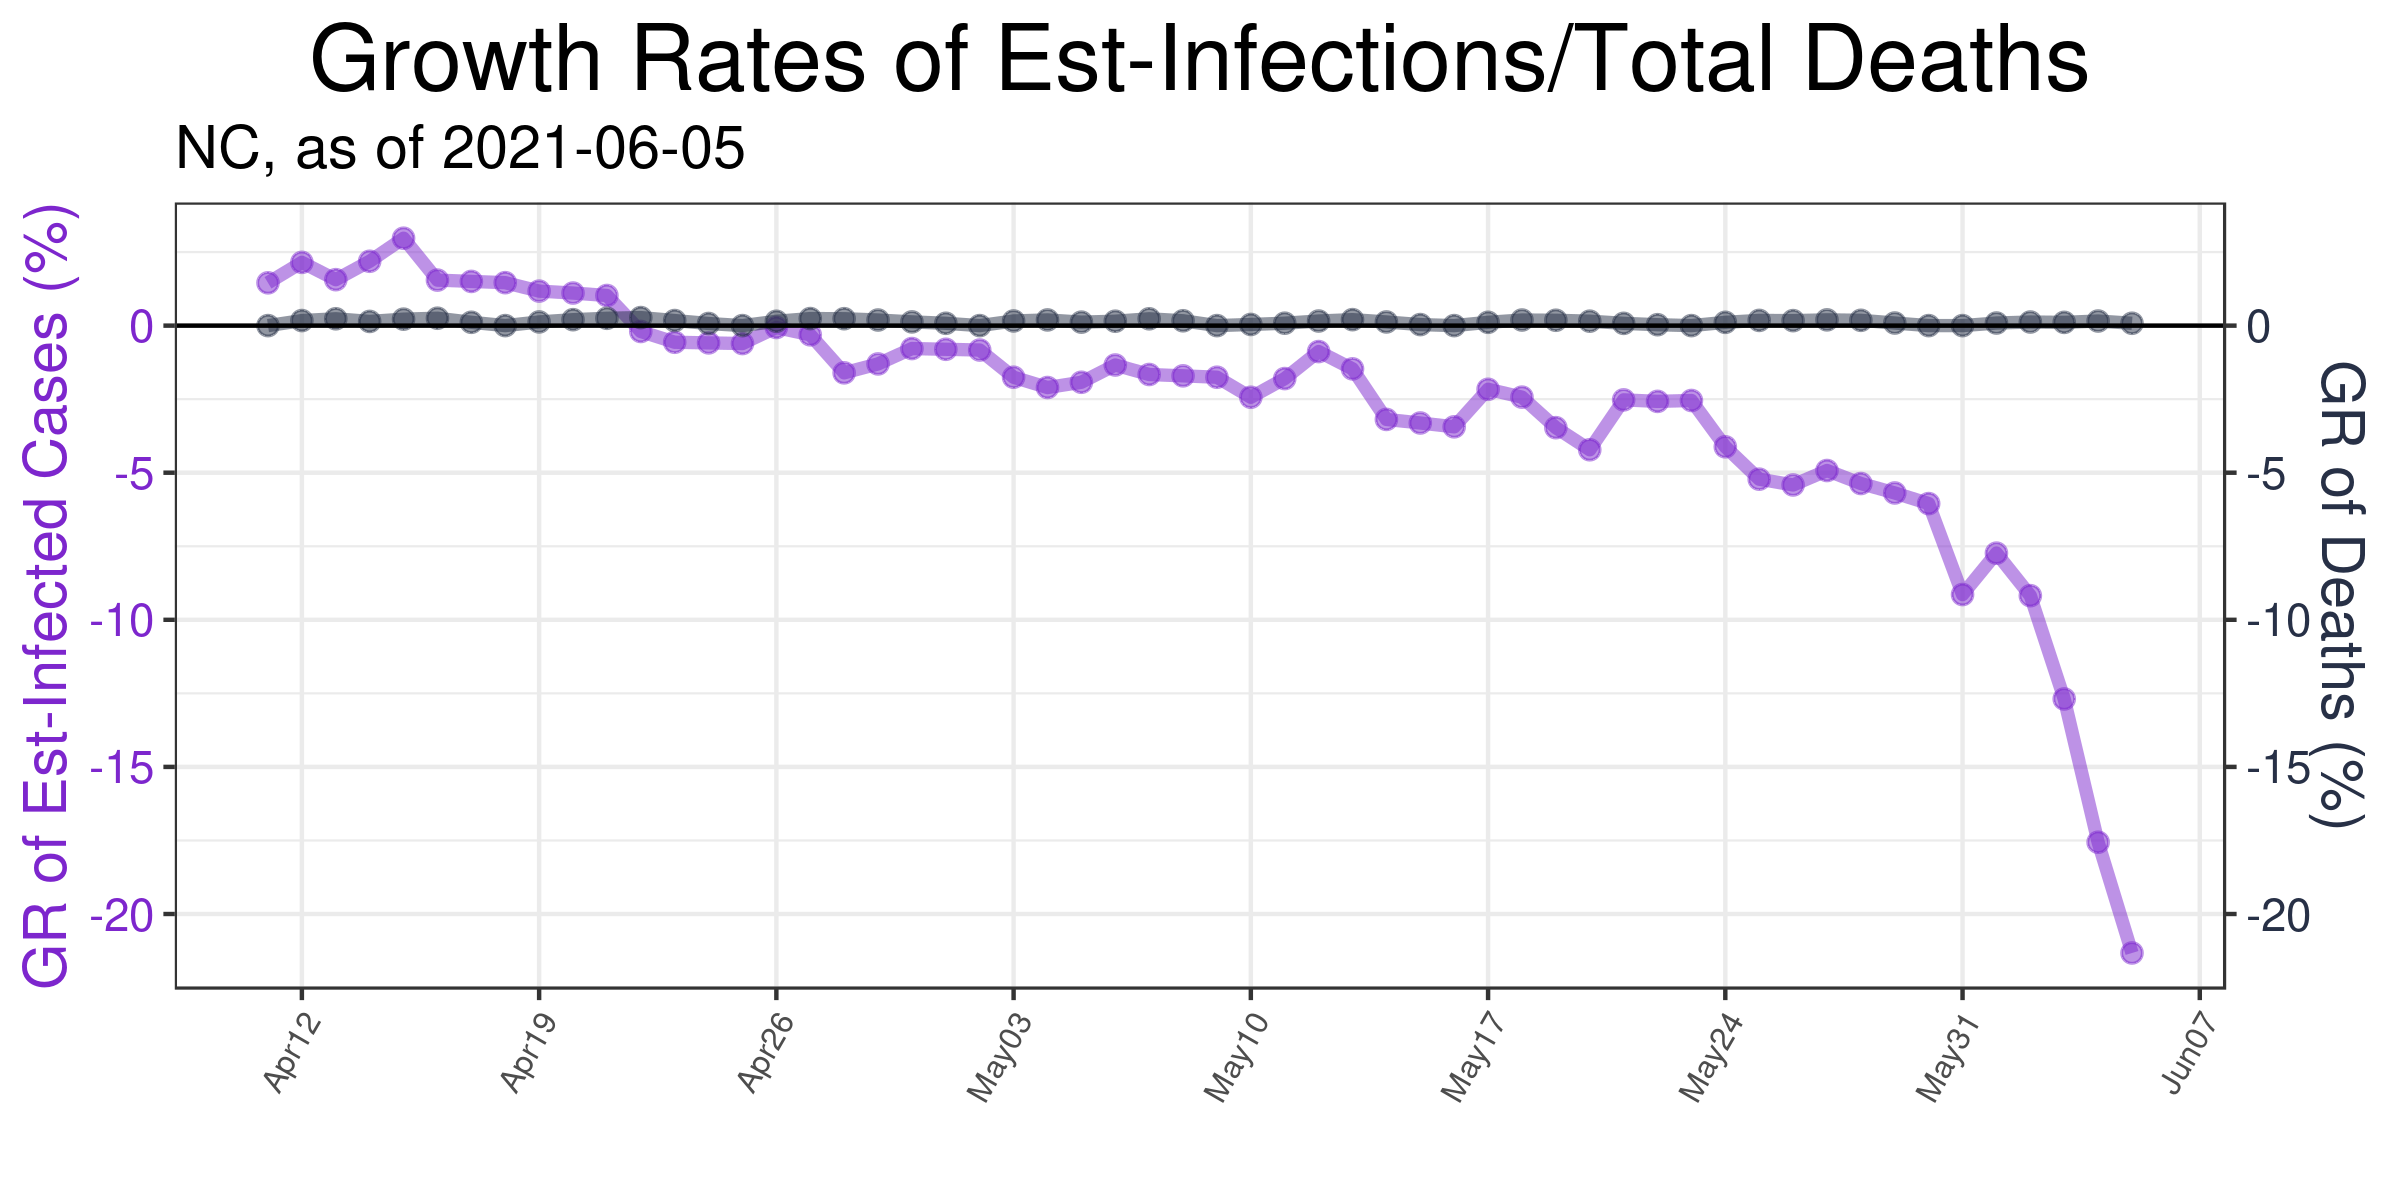 Growth Rates of Est-Infections/Total Deaths
NC, as of 2021-06-05
GR of Est-Infected Cases (%)
0
-5
-10
-15
-20
0
-5
-10
-15
-20
GR of Deaths (%)
Apr12
Apr19
Apr26
May03
May10
May17
May24
May31
Jun07